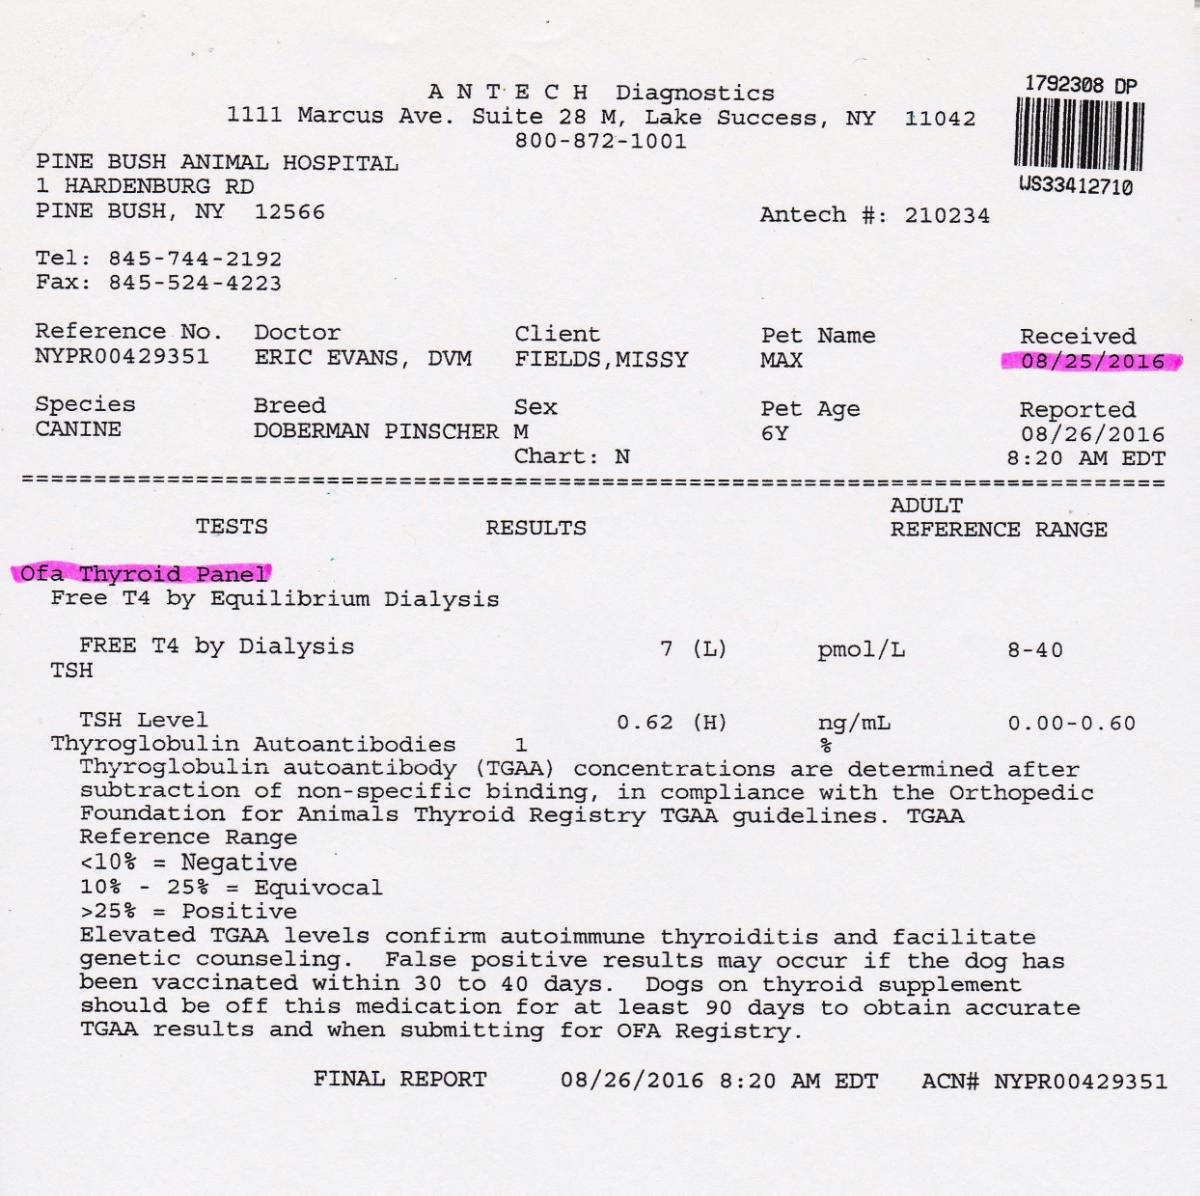 A N T E C H Diagnostics
1111 Marcus Ave. Suite 28 M, Lake Success, NY 11042
800-872-1001
1792308 DP
WS33412710
PINE BUSH ANIMAL HOSPITAL
1 HARDENBURG RD
PINE BUSH, NY 12566
Antech #: 210234
Tel: 845-744-2192
Fax: 845-524-4223
Reference No. Doctor Client Pet Name Received
NYPR00429351 ERIC EVANS, DVM FIELDS,MISSY MAX 08/25/2016
Species Breed Sex Pet Age Reported
CANINE DOBERMAN PINSCHER M 6Y 08/26/2016
Chart: N 8:20 AM EDT
===============================================================================
ADULT
TESTS RESULTS REFERENCE RANGE
Ofa Thyroid Panel
Free T4 by Equilibrium Dialysis
FREE T4 by Dialysis 7 (L) pmol/L 8-40
TSH
TSH Level 0.62 (H) ng/mL 0.00-0.60
Thyroglobulin Autoantibodies 1 %
Thyroglobulin autoantibody (TGAA) concentrations are determined after
subtraction of non-specific binding, in compliance with the Orthopedic
Foundation for Animals Thyroid Registry TGAA guidelines. TGAA
Reference Range
<10% = Negative
10% - 25% = Equivocal
>25% = Positive
Elevated TGAA levels confirm autoimmune thyroiditis and facilitate
genetic counseling. False positive results may occur if the dog has
been vaccinated within 30 to 40 days. Dogs on thyroid supplement
should be off this medication for at least 90 days to obtain accurate
TGAA results and when submitting for OFA Registry.
FINAL REPORT 08/26/2016 8:20 AM EDT ACN# NYPR00429351